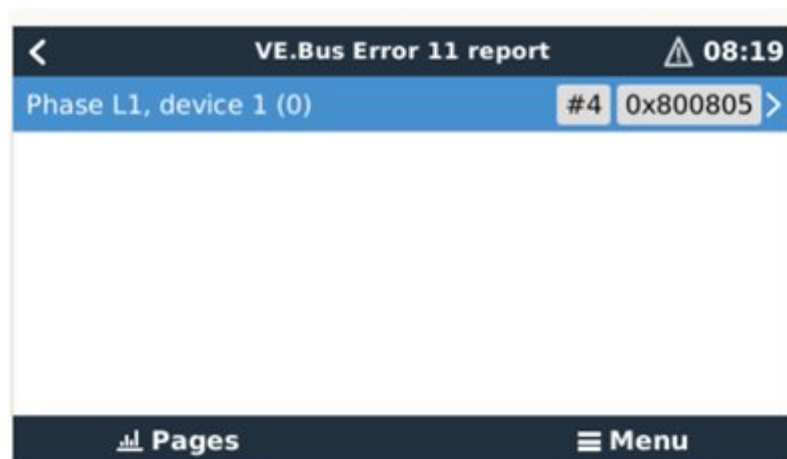 VE.Bus Error 11 report 08:19
Phase L1, device 1 (0) #4 0x800805
Pages Menu